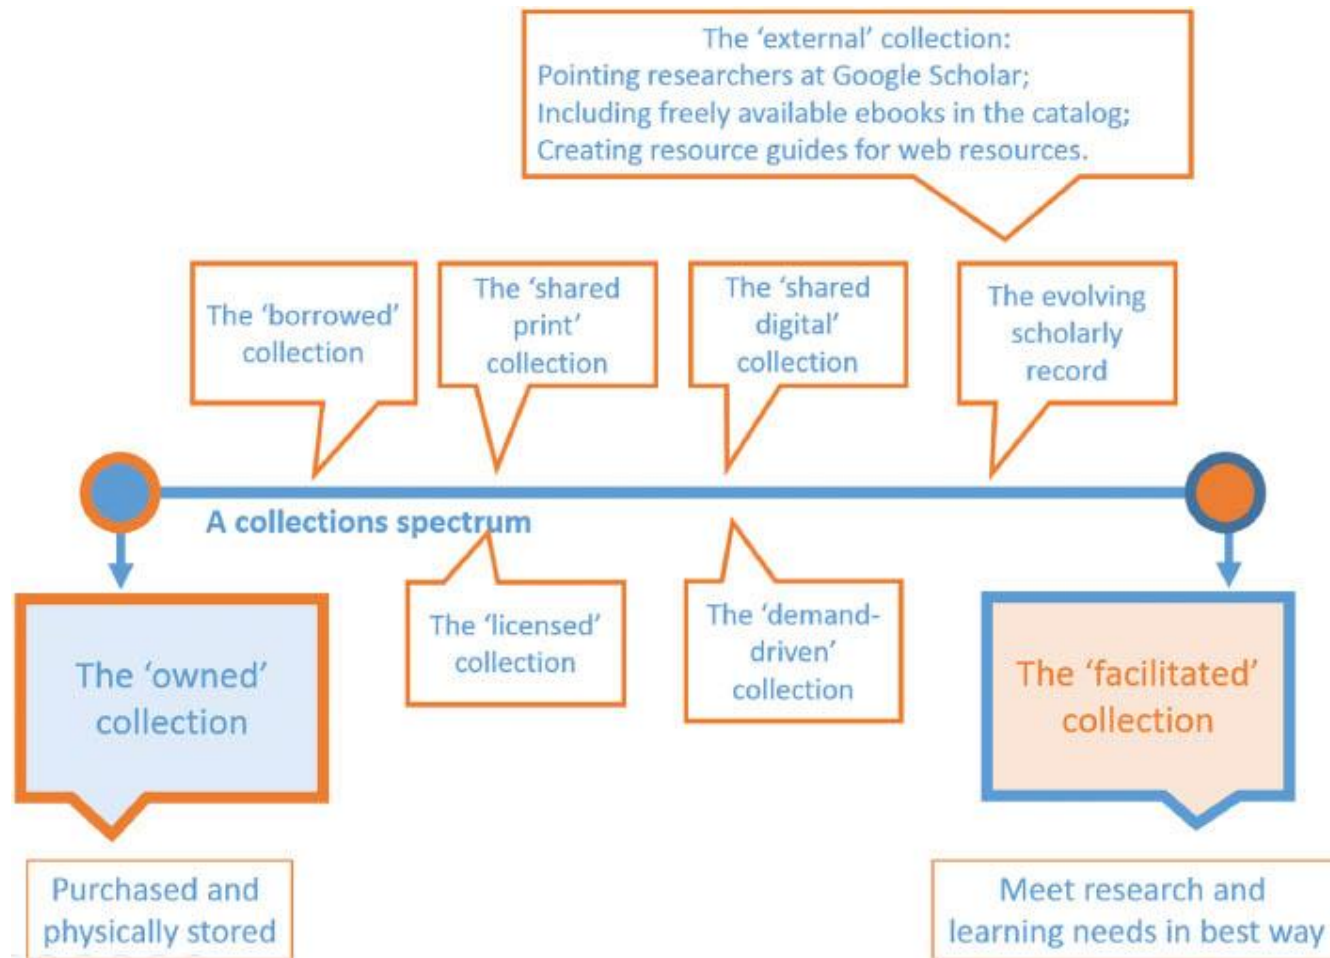 The ‘external’ collection:
Pointing researchers at Google Scholar;
Including freely available ebooks in the catalog;
Creating resource guides for web resources.
The ‘borrowed’
collection
The ‘shared
print’
collection
The ‘shared
digital’
collection
The evolving
scholarly
record
A collections spectrum
The ‘licensed’
collection
The ‘demand-
driven’
collection
The ‘owned’
collection
The ‘facilitated’
collection
Purchased and
physically stored
Meet research and
learning needs in best way